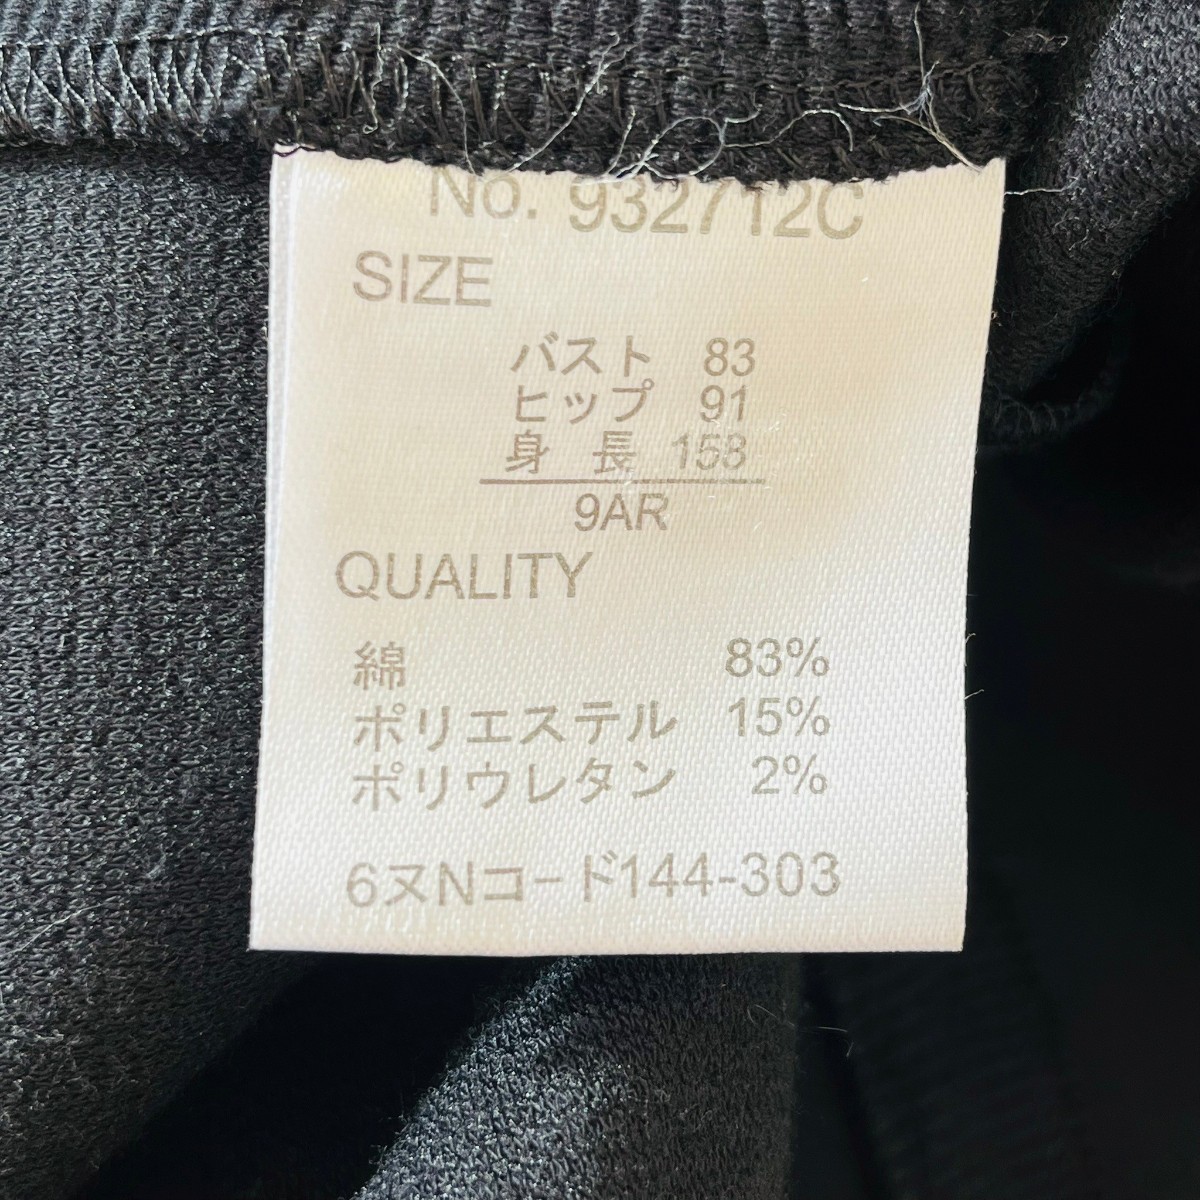 No. 932712C
SIZE
バスト 83
ヒップ 91
身 長 158
9AR
QUALITY
綿 83%
ポリエステル 15%
ポリウレタン 2%
6ヌNコード144-303